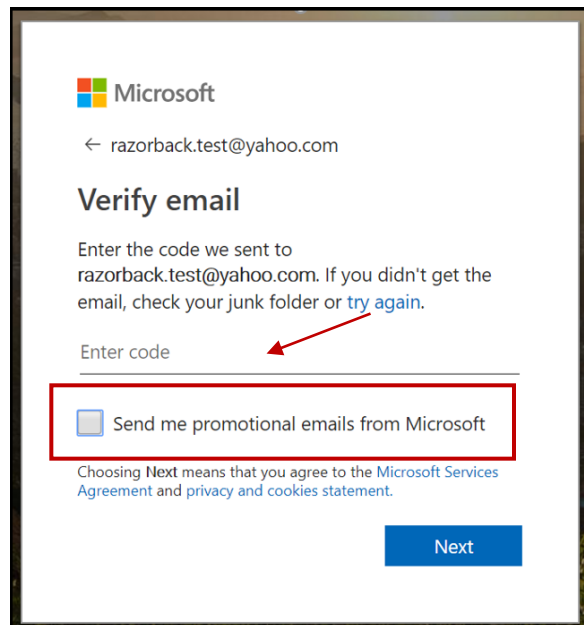 Microsoft
← razorback.test@yahoo.com
Verify email
Enter the code we sent to
razorback.test@yahoo.com. If you didn't get the
email, check your junk folder or try again.
Enter code
Send me promotional emails from Microsoft
Choosing Next means that you agree to the Microsoft Services
Agreement and privacy and cookies statement.
Next